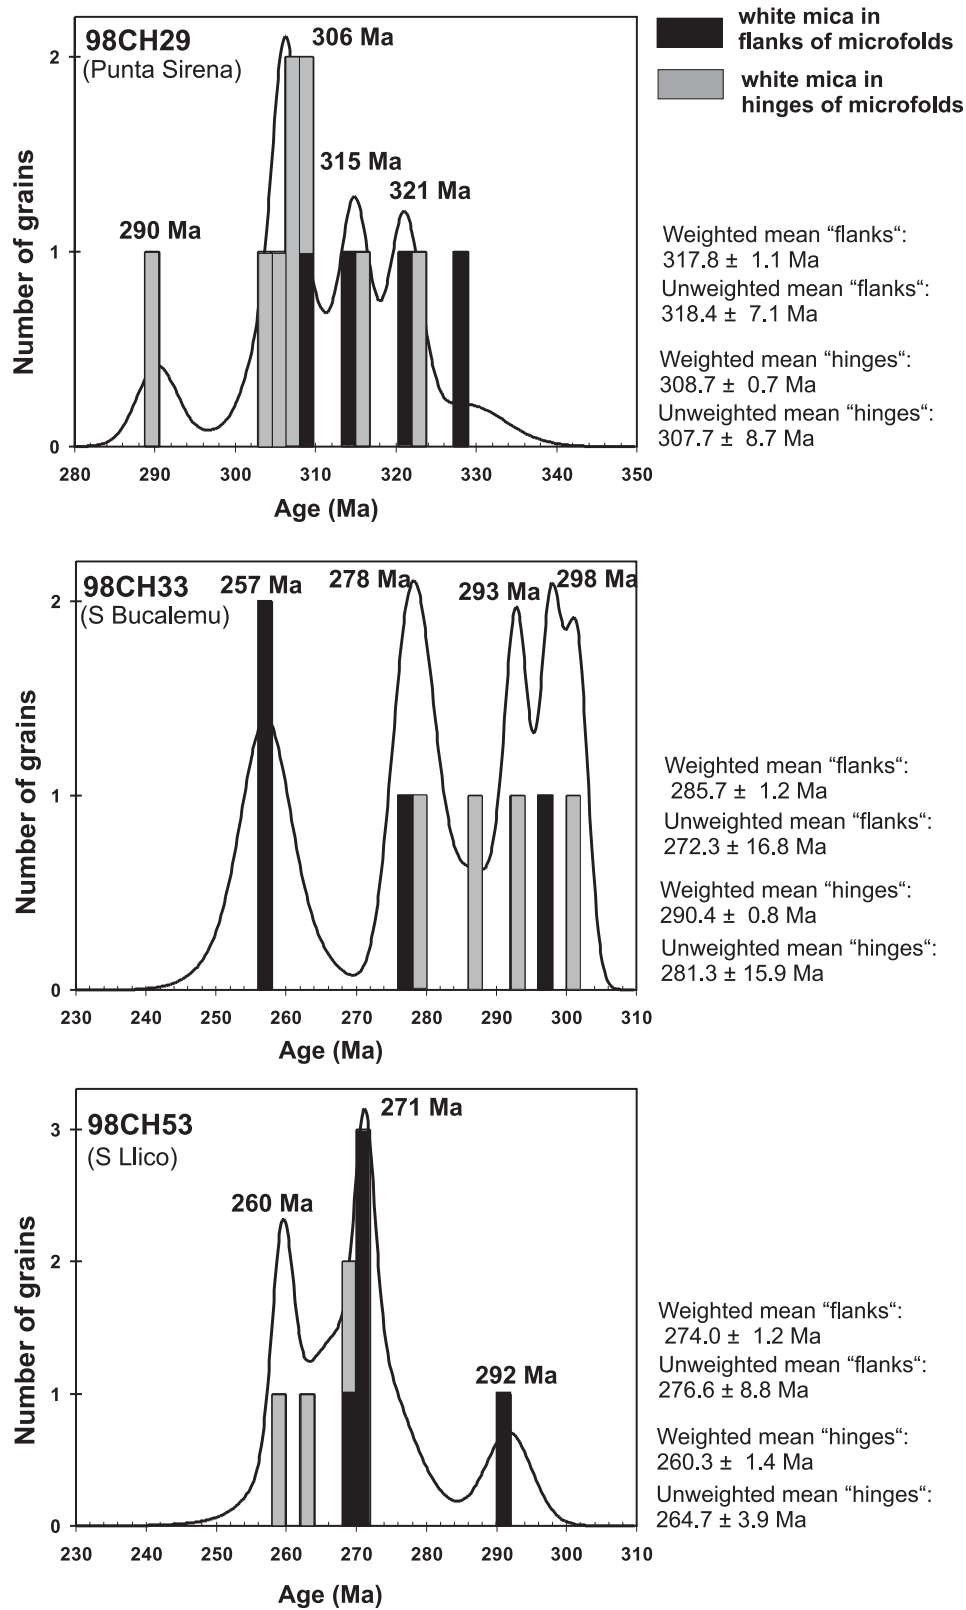 white mica in
flanks of microfolds
white mica in
hinges of microfolds
98CH29
(Punta Sirena)
306 Ma
315 Ma
321 Ma
290 Ma
Number of grains
2
1
0
280 290 300 310 320 330 340 350
Age (Ma)
Weighted mean “flanks“:
317.8 ± 1.1 Ma
Unweighted mean “flanks“:
318.4 ± 7.1 Ma
Weighted mean “hinges“:
308.7 ± 0.7 Ma
Unweighted mean “hinges“:
307.7 ± 8.7 Ma
98CH33
(S Bucalemu)
257 Ma
278 Ma
293 Ma
298 Ma
Number of grains
2
1
0
230 240 250 260 270 280 290 300 310
Age (Ma)
Weighted mean “flanks“:
285.7 ± 1.2 Ma
Unweighted mean “flanks“:
272.3 ± 16.8 Ma
Weighted mean “hinges“:
290.4 ± 0.8 Ma
Unweighted mean “hinges“:
281.3 ± 15.9 Ma
98CH53
(S Llico)
271 Ma
260 Ma
292 Ma
Number of grains
3
2
1
0
230 240 250 260 270 280 290 300 310
Age (Ma)
Weighted mean “flanks“:
274.0 ± 1.2 Ma
Unweighted mean “flanks“:
276.6 ± 8.8 Ma
Weighted mean “hinges“:
260.3 ± 1.4 Ma
Unweighted mean “hinges“:
264.7 ± 3.9 Ma